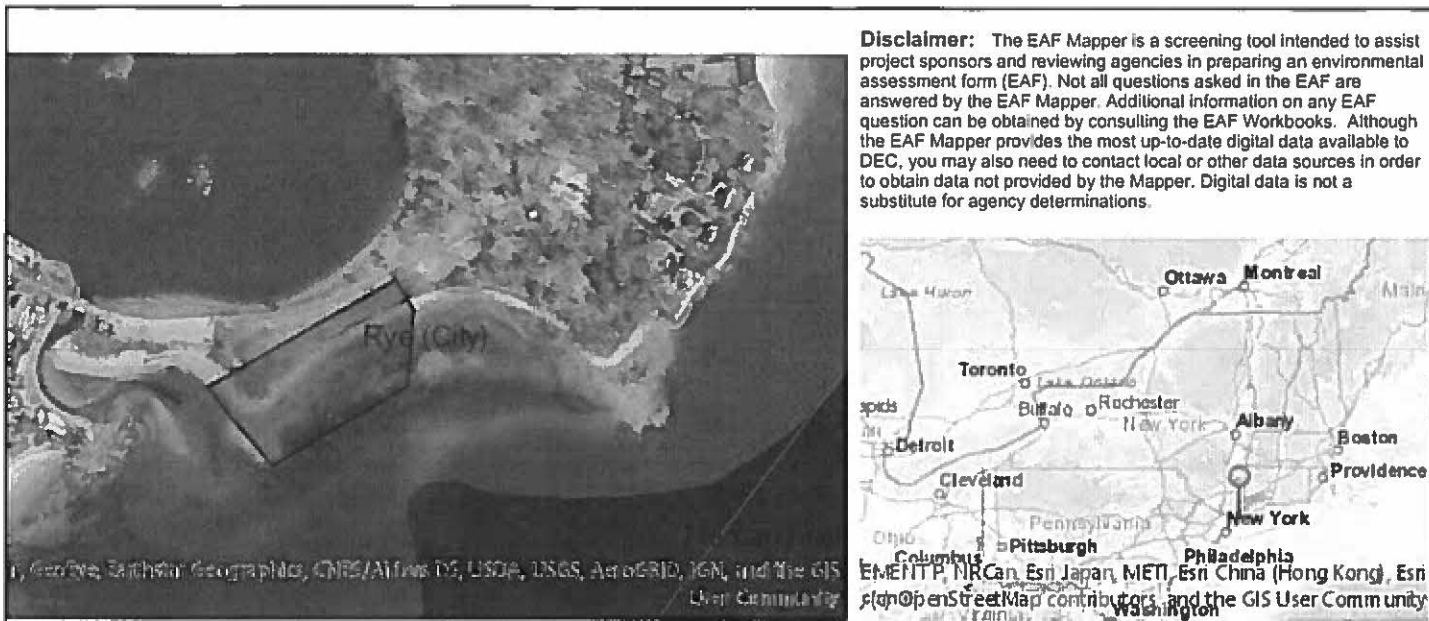 Disclaimer: The EAF Mapper is a screening tool intended to assist
project sponsors and reviewing agencies in preparing an environmental
assessment form (EAF). Not all questions asked in the EAF are
answered by the EAF Mapper. Additional information on any EAF
question can be obtained by consulting the EAF Workbooks. Although
the EAF Mapper provides the most up-to-date digital data available to
DEC, you may also need to contact local or other data sources in order
to obtain data not provided by the Mapper. Digital data is not a
substitute for agency determinations.
Rye (City)
GeoEye, Earthstar Geographics, CNES/Airbus DS, USDA, USGS, AeroGRID, IGN, and the GIS
User Community
Ottawa
Montreal
Toronto
Rochester
Buffalo
New York
Albany
Boston
Detroit
Providence
Cleveland
New York
Pennsylvania
Pittsburgh
Philadelphia
Columbus
EMENT P, NRCan, Esri Japan, METI, Esri China (Hong Kong), Esri
OpenStreetMap contributors, and the GIS User Community
Washington